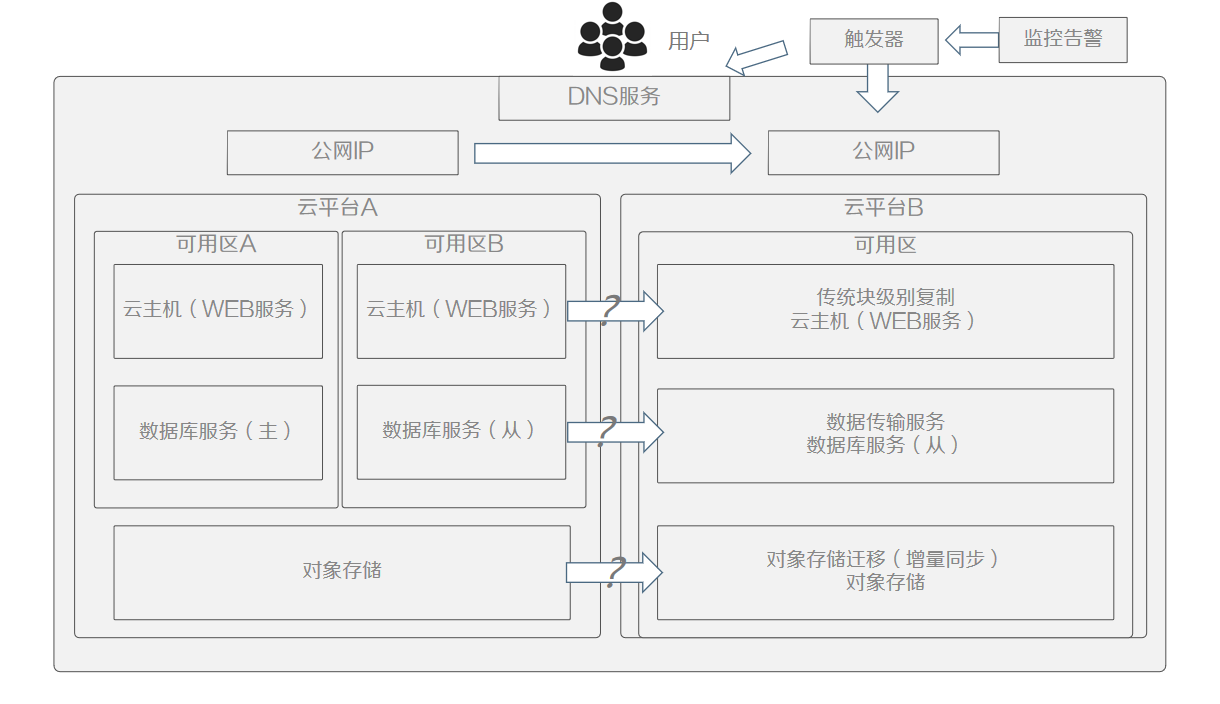 用户
触发器
监控告警
DNS服务
公网IP
公网IP
云平台A
云平台B
可用区A
可用区B
可用区
云主机（WEB服务）
云主机（WEB服务）
?
传统块级别复制
云主机（WEB服务）
数据库服务（主）
数据库服务（从）
?
数据传输服务
数据库服务（从）
对象存储
?
对象存储迁移（增量同步）
对象存储